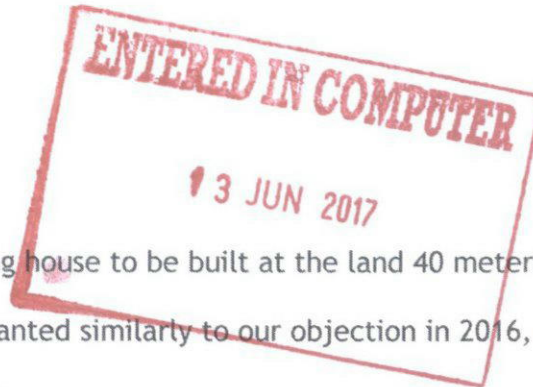 ENTERED IN COMPUTER
13 JUN 2017
g house to be built at the land 40 meter
anted similarly to our objection in 2016,